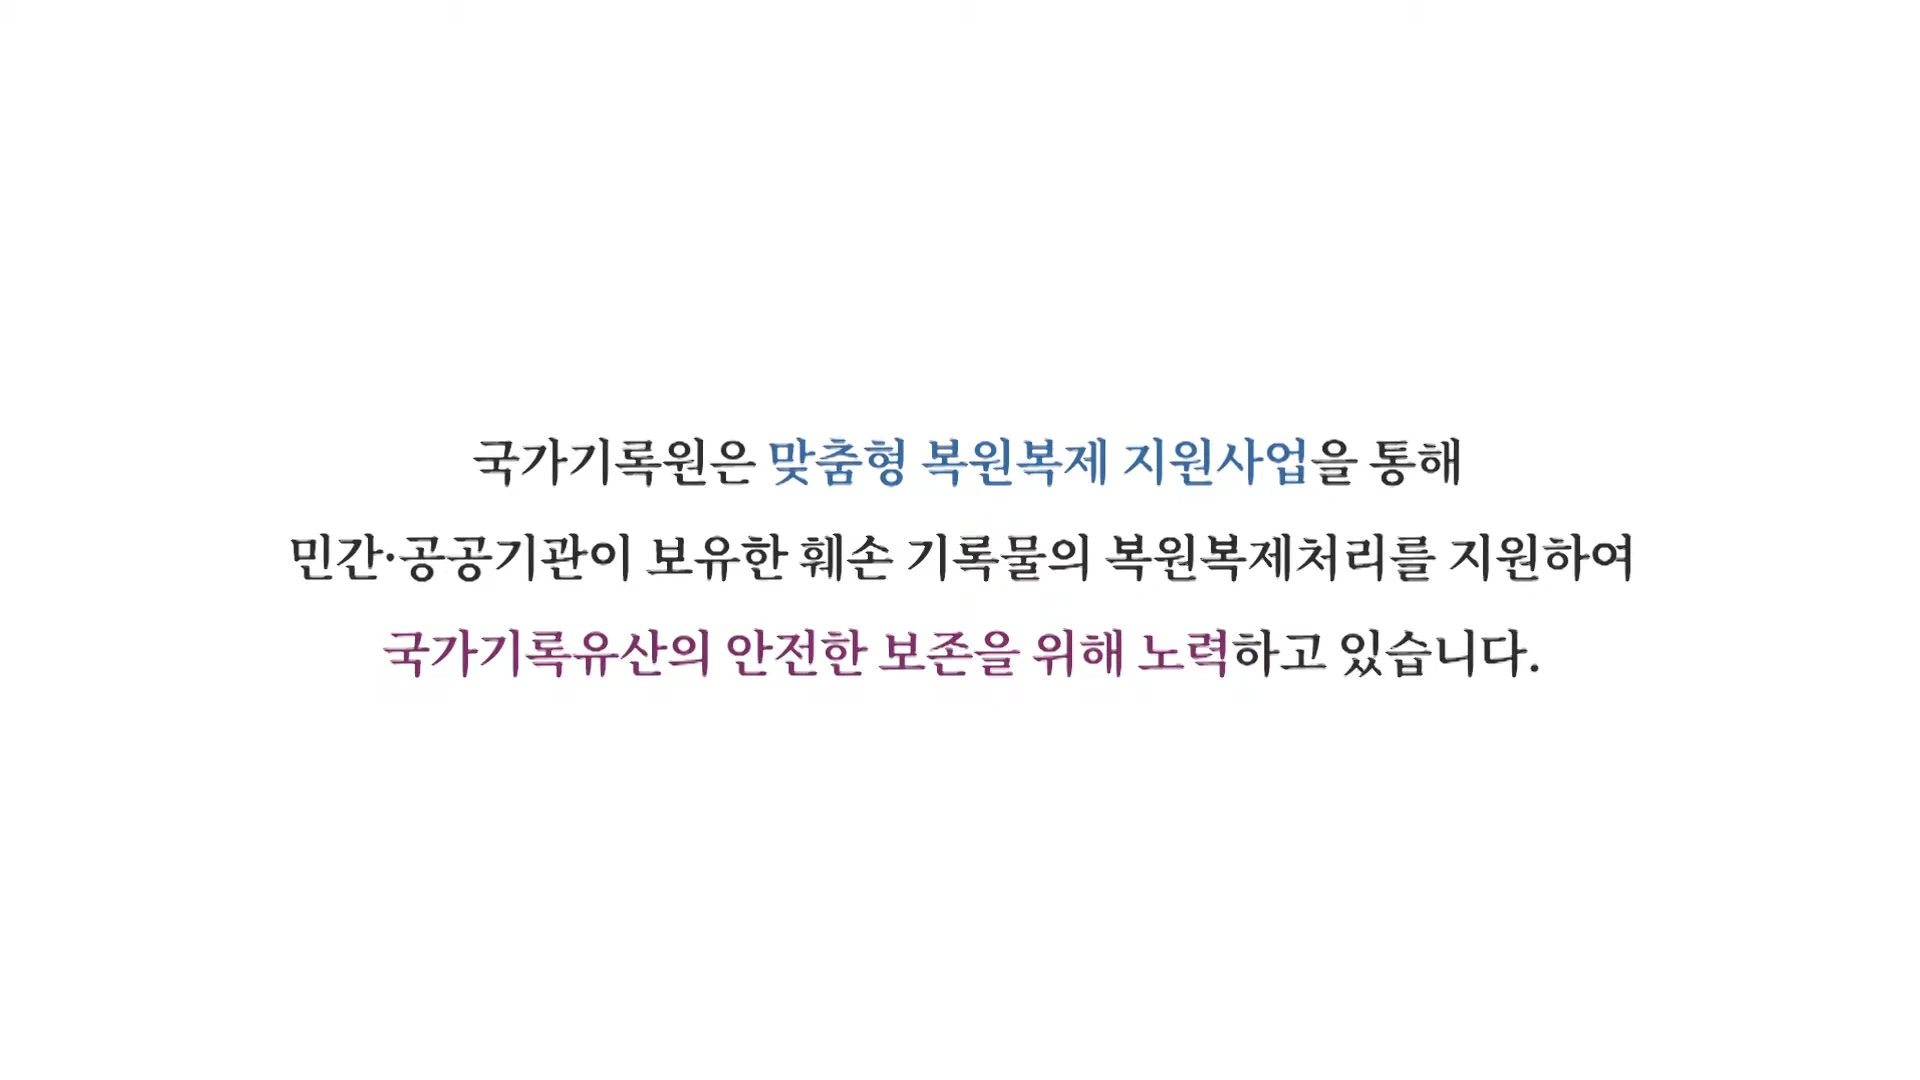 국가기록원은 맞춤형 복원복제 지원사업을 통해
민간·공공기관이 보유한 훼손 기록물의 복원복제처리를 지원하여
국가기록유산의 안전한 보존을 위해 노력하고 있습니다.